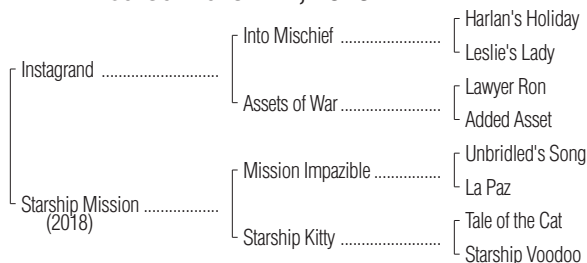 Harlan's Holiday
Into Mischief
Leslie's Lady
Instagrand
Lawyer Ron
Assets of War
Added Asset
Unbridled's Song
Mission Impazible
La Paz
Starship Mission
(2018)
Tale of the Cat
Starship Kitty
Starship Voodoo